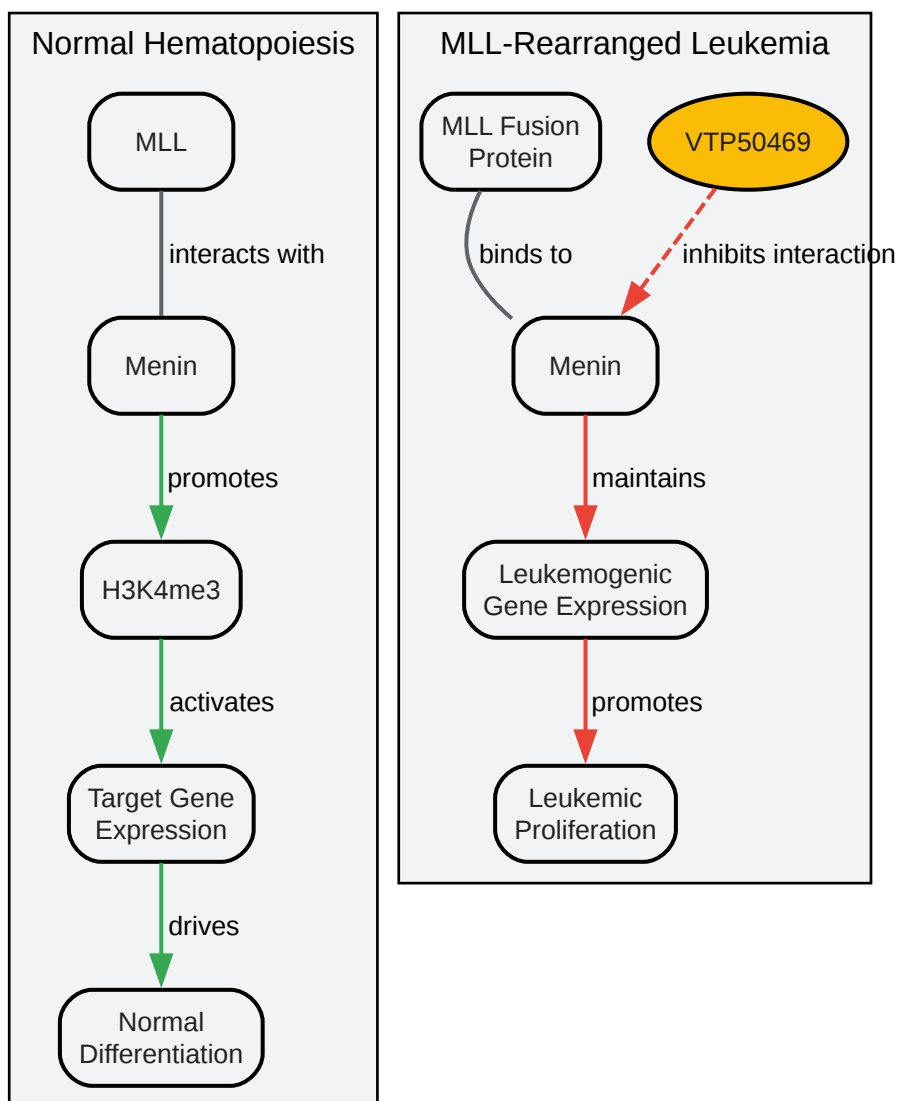 Normal Hematopoiesis
MLL
interacts with
Menin
promotes
H3K4me3
activates
Target Gene
Expression
drives
Normal
Differentiation
MLL-Rearranged Leukemia
MLL Fusion
Protein
VTP50469
binds to
inhibits interaction
Menin
maintains
Leukemogenic
Gene Expression
promotes
Leukemic
Proliferation